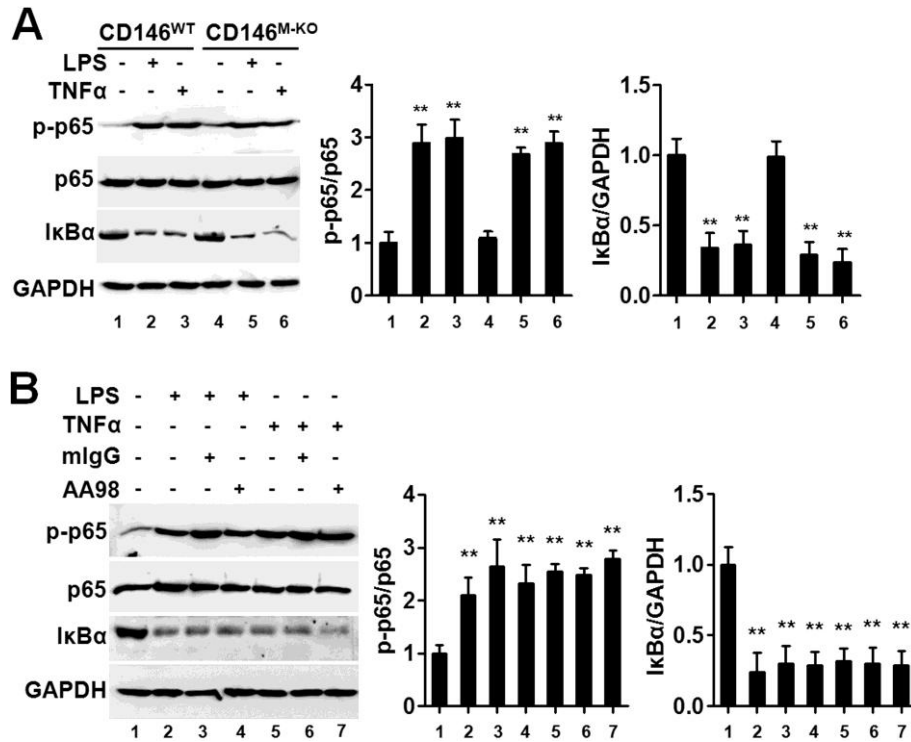 A
CD146WT CD146M-KO
LPS - + - - + -
TNFα - - + - - +
p-p65
p65
IκBα
GAPDH
1 2 3 4 5 6
p-p65/p65
4
3
2
1
0
** ** ** **
1 2 3 4 5 6
IκBα/GAPDH
1.5
1.0
0.5
0.0
** ** ** **
1 2 3 4 5 6
B
LPS - + + + - - -
TNFα - - - - + + +
mIgG - - + - - + -
AA98 - - - + - - +
p-p65
p65
IκBα
GAPDH
1 2 3 4 5 6 7
p-p65/p65
4
3
2
1
0
** ** ** ** ** **
1 2 3 4 5 6 7
IκBα/GAPDH
1.5
1.0
0.5
0.0
** ** ** ** ** **
1 2 3 4 5 6 7